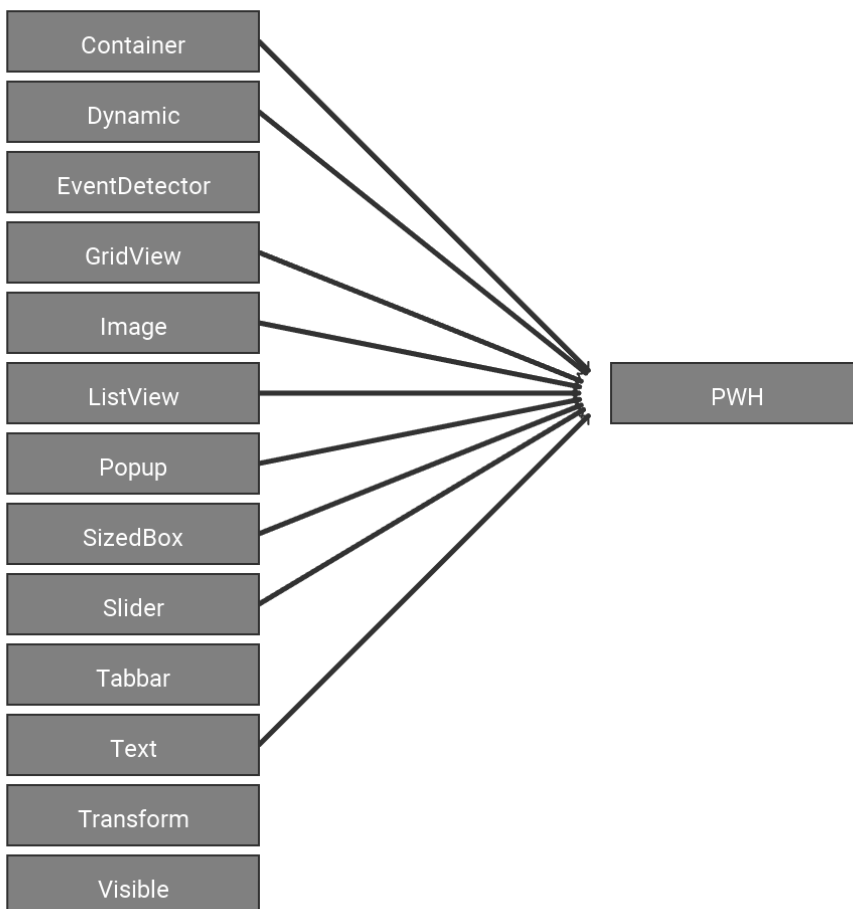 Container
Dynamic
EventDetector
GridView
Image
ListView
PWH
Popup
SizedBox
Slider
Tabbar
Text
Transform
Visible